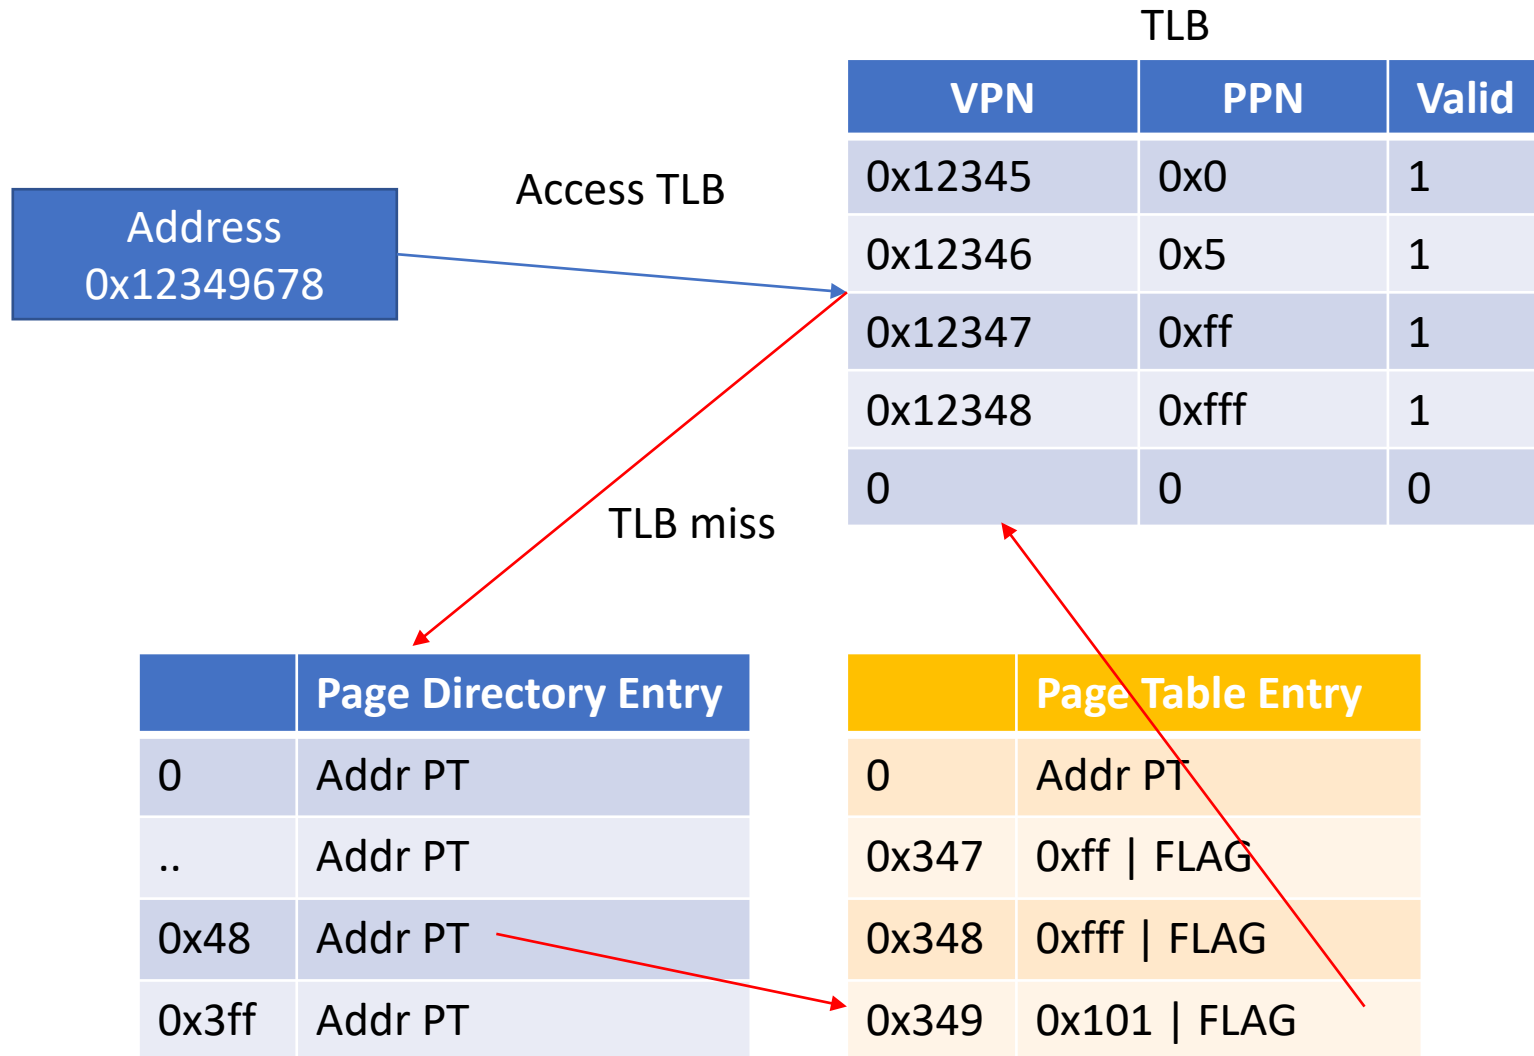 TLB
VPN PPN Valid
0x12345 0x0 1
0x12346 0x5 1
0x12347 0xff 1
0x12348 0xfff 1
0 0 0
Access TLB
Address
0x12349678
TLB miss
Page Directory Entry
0 Addr PT
.. Addr PT
0x48 Addr PT
0x3ff Addr PT
Page Table Entry
0 Addr PT
0x347 0xff | FLAG
0x348 0xfff | FLAG
0x349 0x101 | FLAG